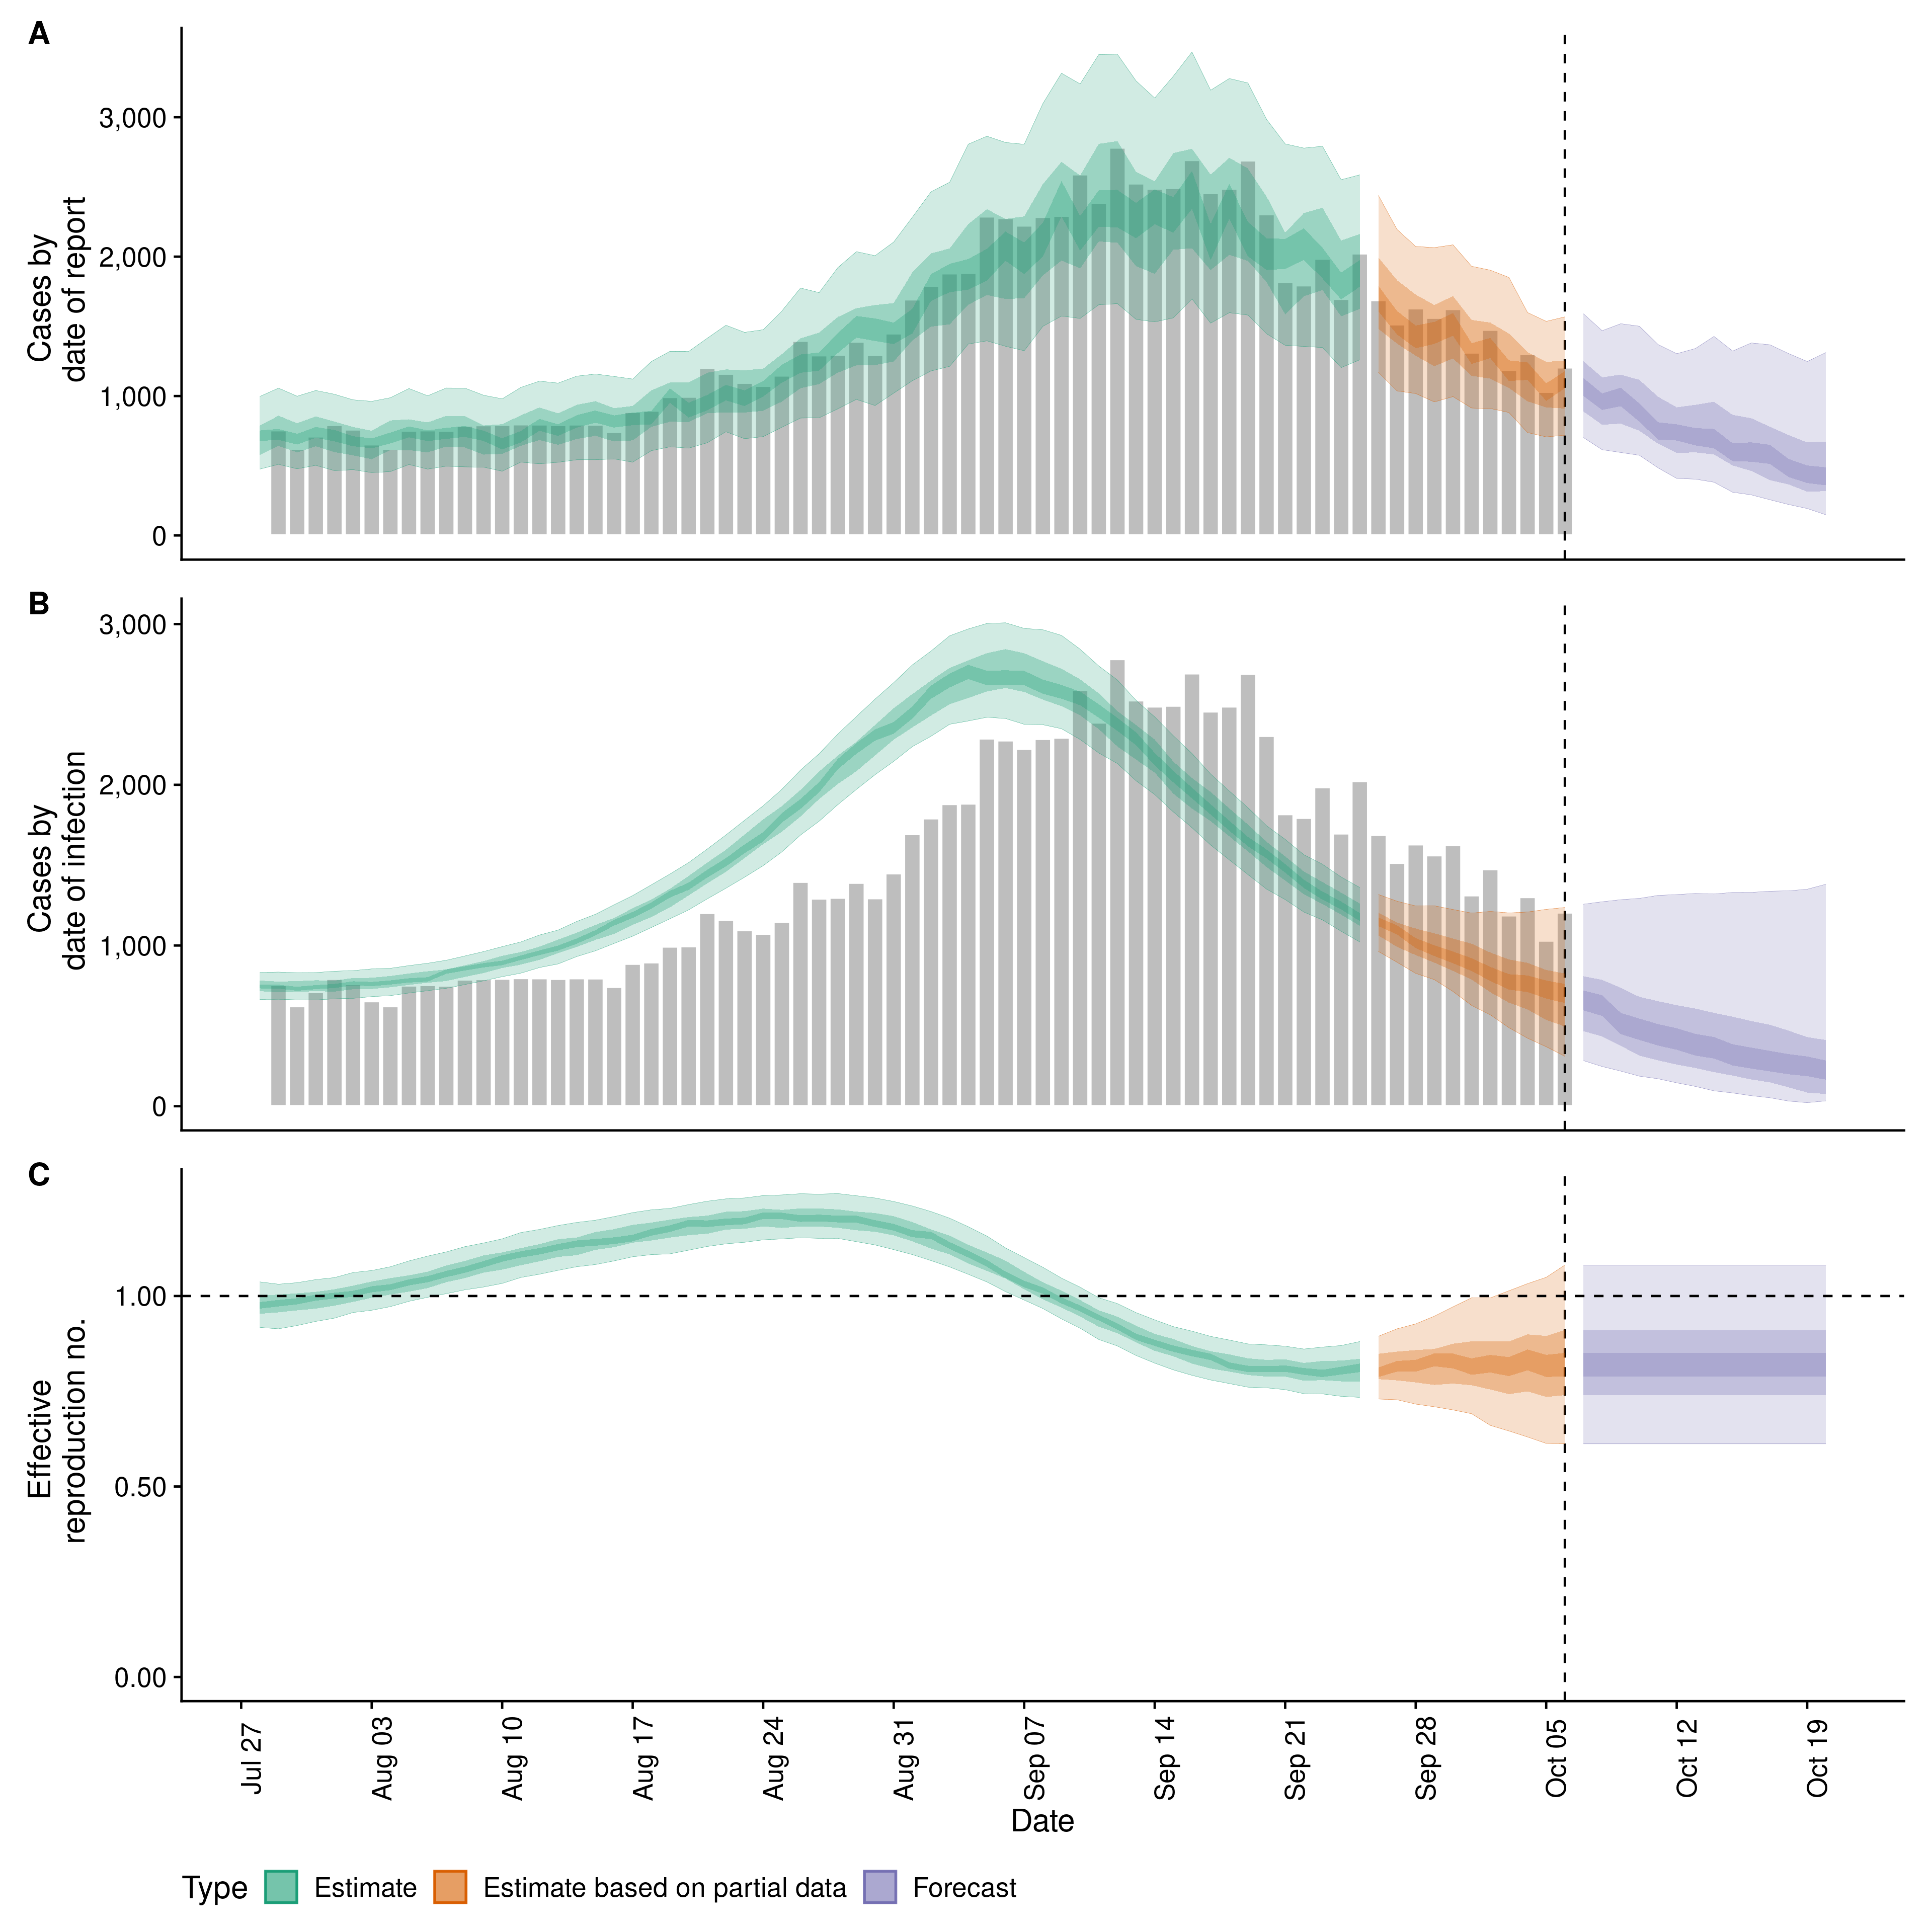 A
Cases by
date of report
3,000
2,000
1,000
0
B
Cases by
date of infection
3,000
2,000
1,000
0
C
Effective
reproduction no.
1.00
0.50
0.00
Jul 27
Aug 03
Aug 10
Aug 17
Aug 24
Aug 31
Sep 07
Sep 14
Sep 21
Sep 28
Oct 05
Oct 12
Oct 19
Date
Type Estimate Estimate based on partial data Forecast